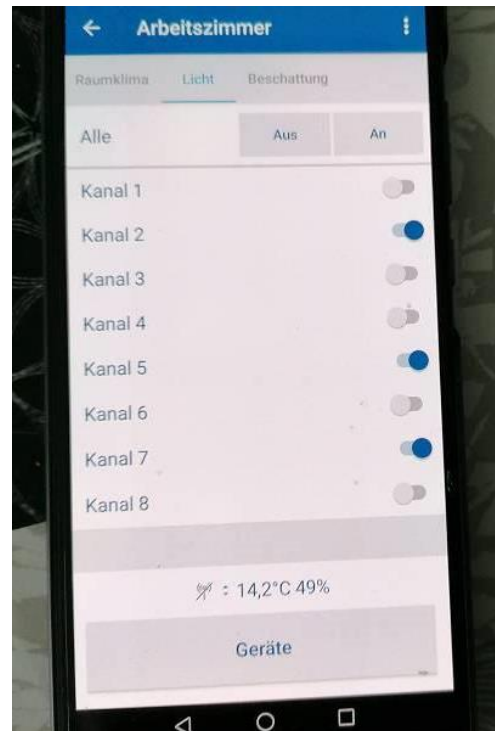 Arbeitszimmer
Raumklima Licht Beschattung
Alle Aus An
Kanal 1
Kanal 2
Kanal 3
Kanal 4
Kanal 5
Kanal 6
Kanal 7
Kanal 8
: 14,2°C 49%
Geräte